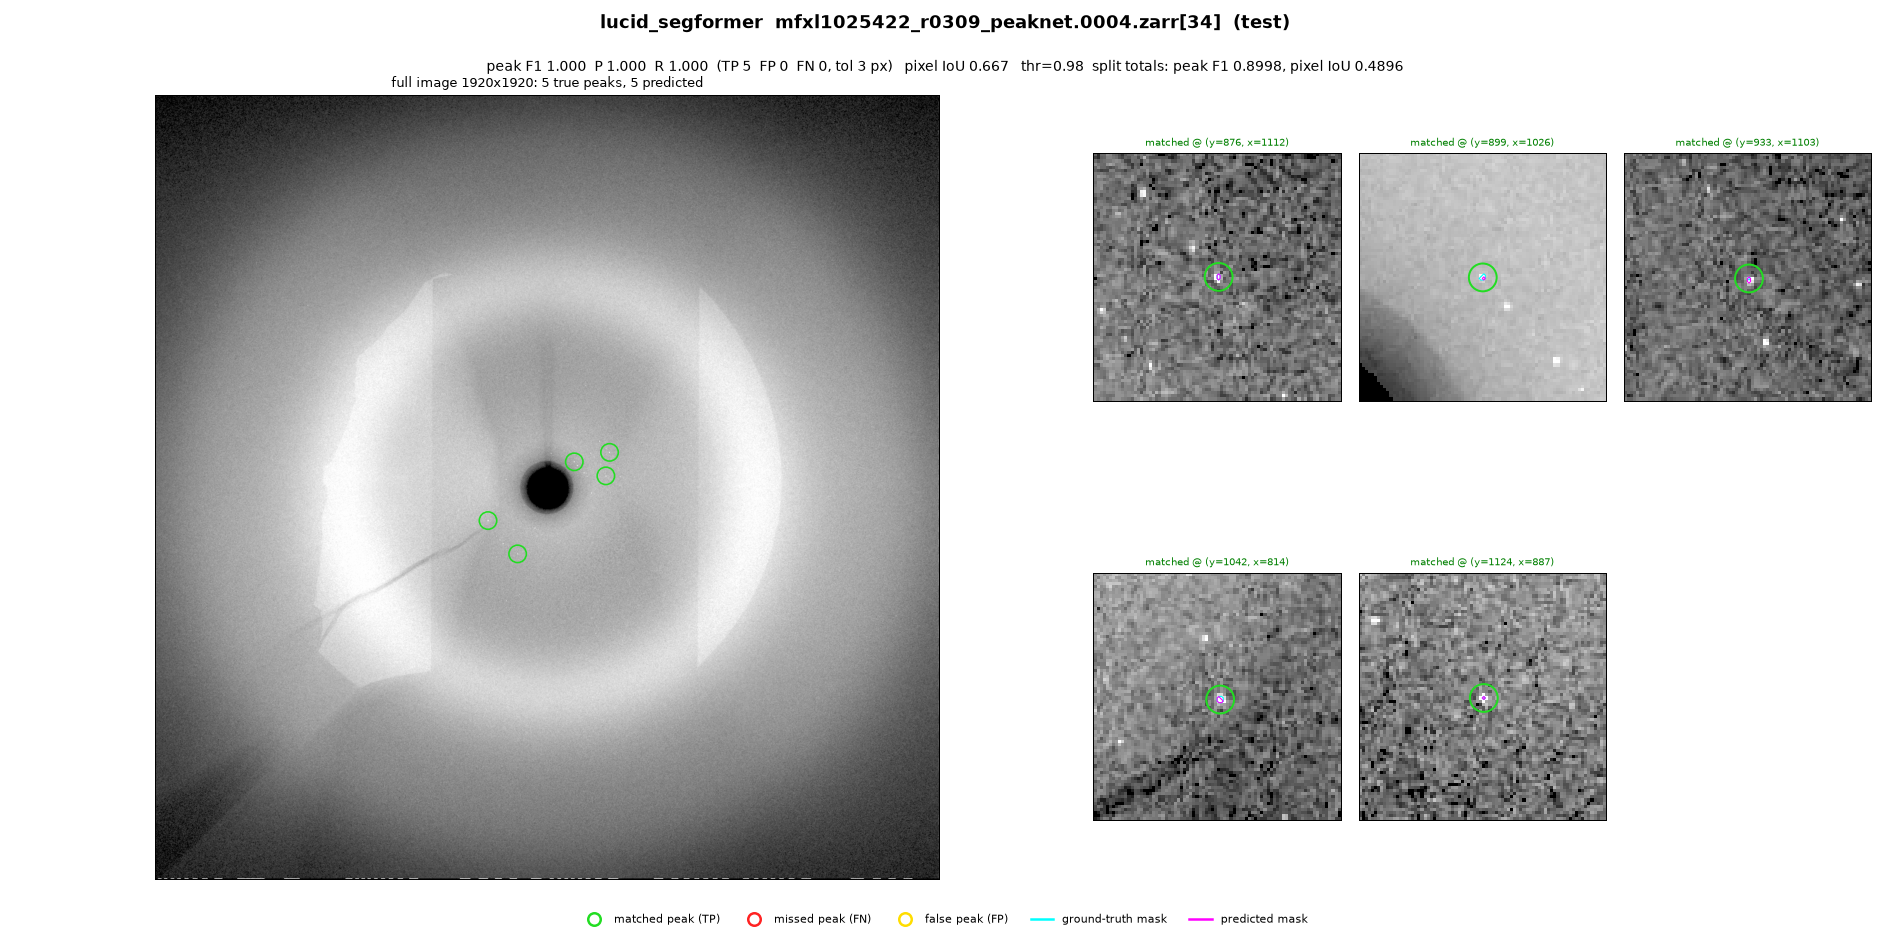 lucid_segformer  mfxl1025422_r0309_peaknet.0004.zarr[34]  (test)
peak F1 1.000  P 1.000  R 1.000  (TP 5  FP 0  FN 0, tol 3 px)   pixel IoU 0.667   thr=0.98  split totals: peak F1 0.8998, pixel IoU 0.4896
full image 1920x1920: 5 true peaks, 5 predicted
matched @ (y=876, x=1112)
matched @ (y=899, x=1026)
matched @ (y=933, x=1103)
matched @ (y=1042, x=814)
matched @ (y=1124, x=887)
matched peak (TP)
missed peak (FN)
false peak (FP)
ground-truth mask
predicted mask